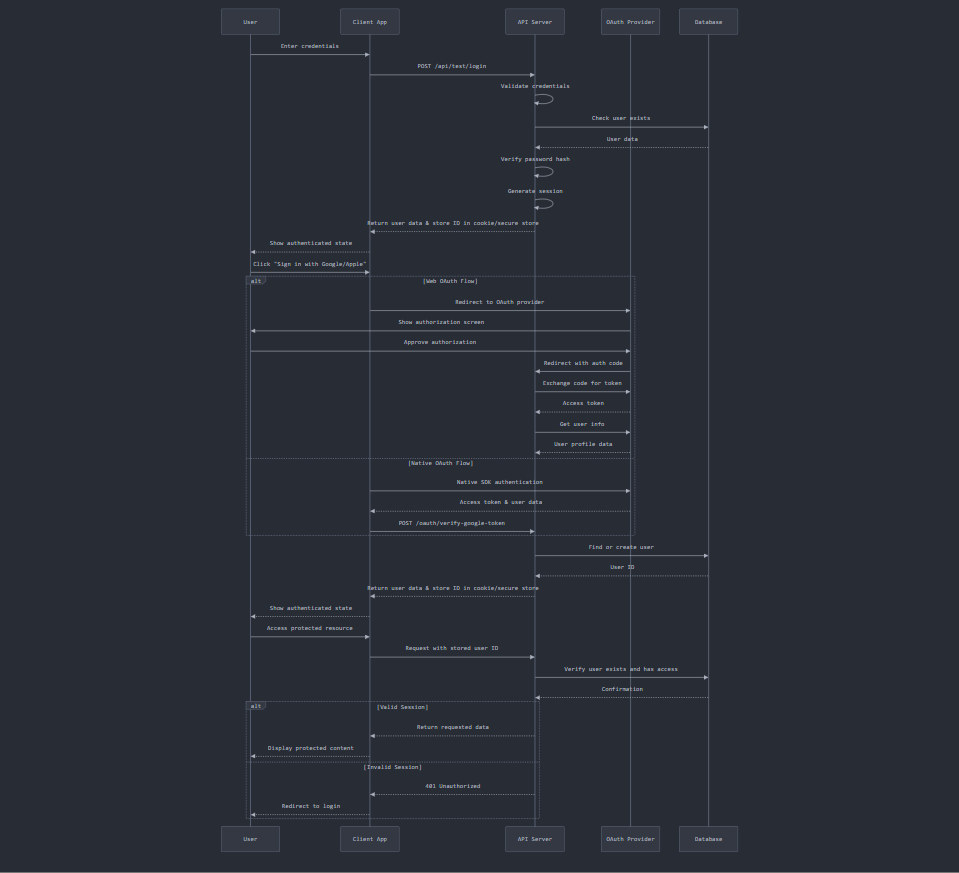 User
Client App
API Server
OAuth Provider
Database
Enter credentials
POST /api/test/login
Validate credentials
Check user exists
User data
Verify password hash
Generate session
Return user data & store ID in cookie/secure store
Show authenticated state
Click "Sign in with Google/Apple"
alt
[Web OAuth Flow]
Redirect to OAuth provider
Show authorization screen
Approve authorization
Redirect with auth code
Exchange code for token
Access token
Get user info
User profile data
[Native OAuth Flow]
Native SDK authentication
Access token & user data
POST /oauth/verify-google-token
Find or create user
User ID
Return user data & store ID in cookie/secure store
Show authenticated state
Access protected resource
Request with stored user ID
Verify user exists and has access
Confirmation
alt
[Valid Session]
Return requested data
Display protected content
[Invalid Session]
401 Unauthorized
Redirect to login
User
Client App
API Server
OAuth Provider
Database